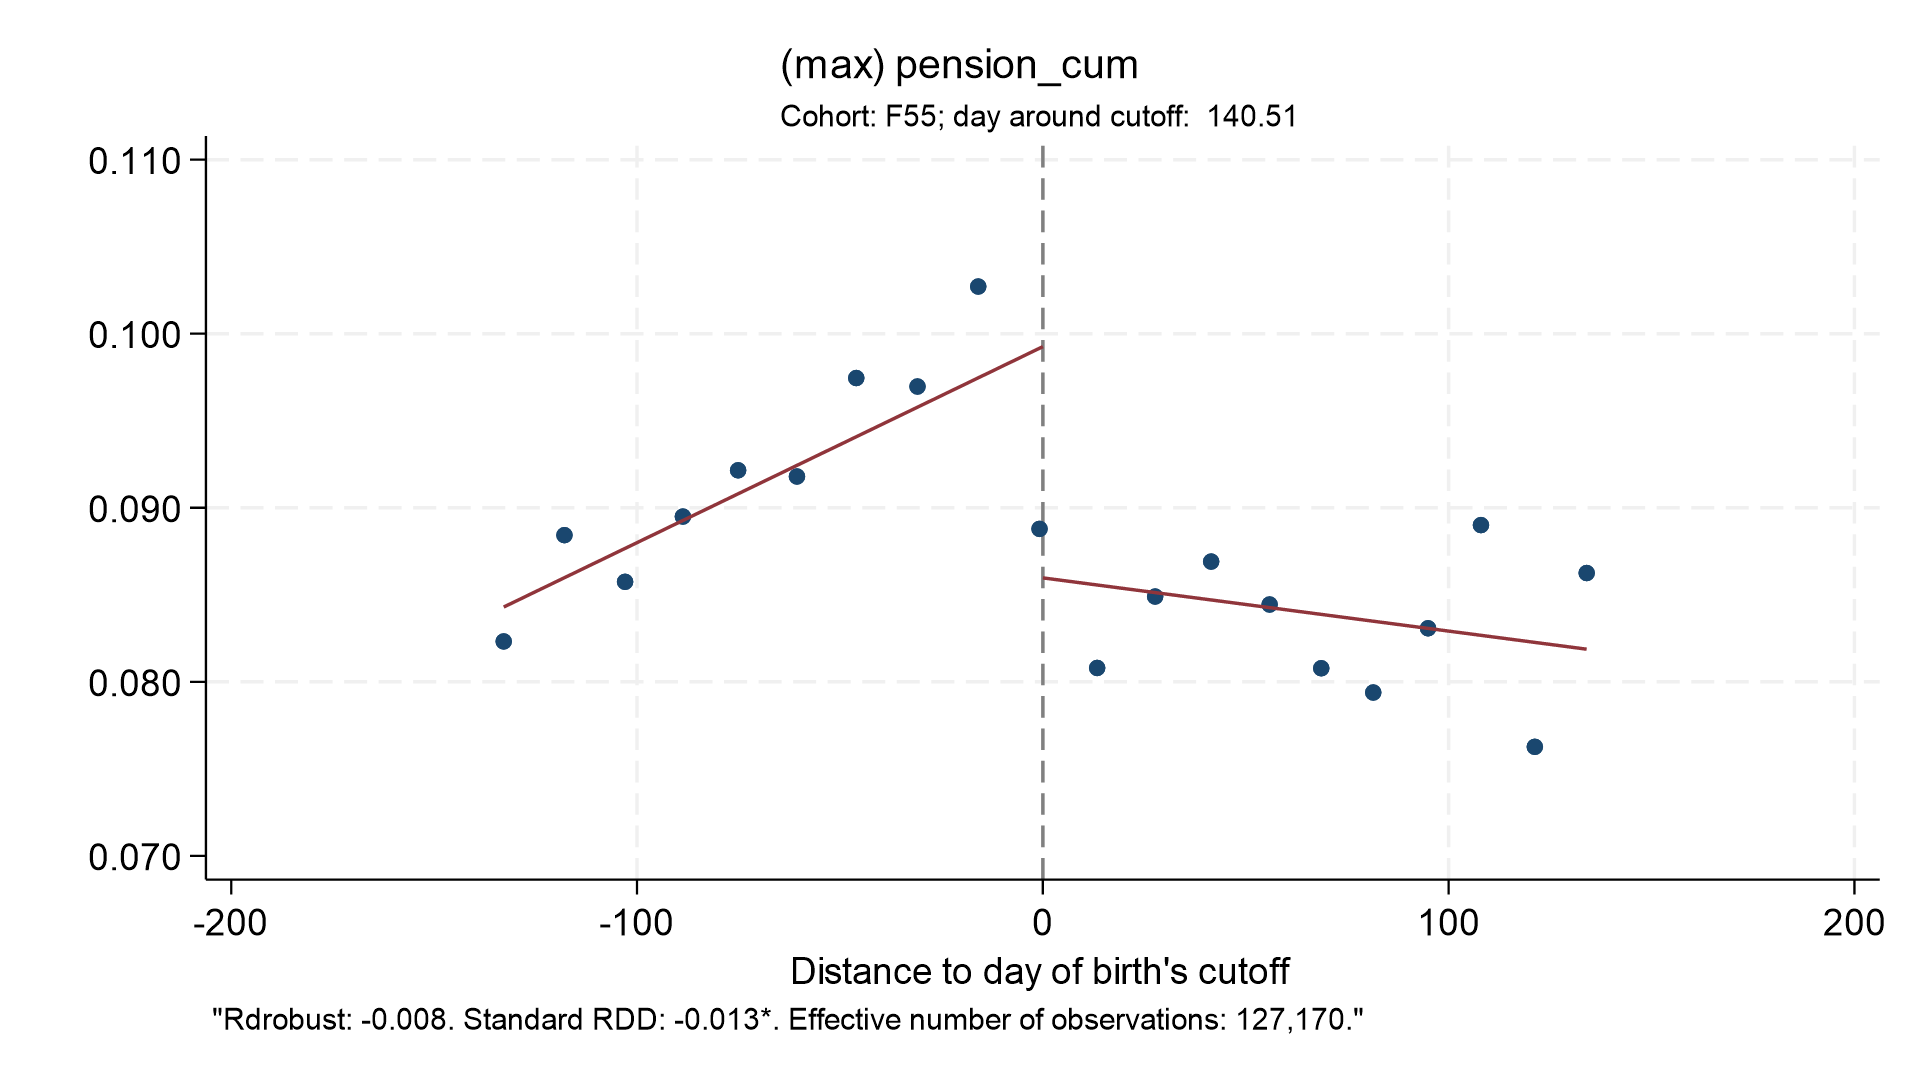 (max) pension_cum
Cohort: F55; day around cutoff:  140.51
0.110
0.100
0.090
0.080
0.070
-200 -100 0 100 200
Distance to day of birth's cutoff
"Rdrobust: -0.008. Standard RDD: -0.013*. Effective number of observations: 127,170."